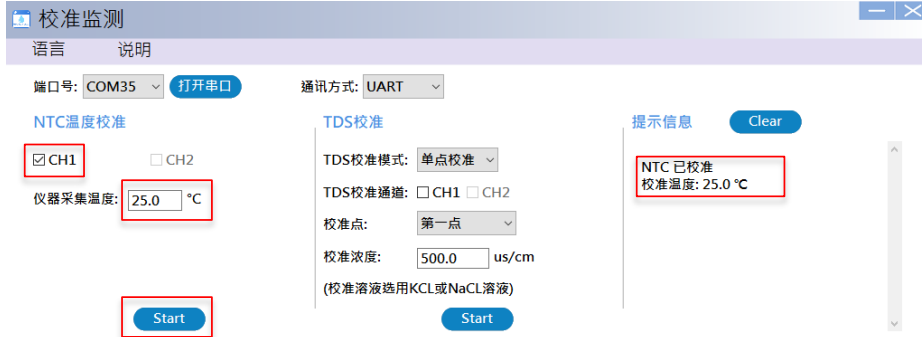 校准监测
语言 说明
端口号: COM35 打开串口 通讯方式: UART
NTC温度校准 TDS校准 提示信息 Clear
CH1 CH2 TDS校准模式: 单点校准 NTC 已校准
校准温度: 25.0 ℃
仪器采集温度: 25.0 ℃ TDS校准通道: CH1 CH2
校准点: 第一点
校准浓度: 500.0 us/cm
(校准溶液选用KCL或NaCL溶液)
Start Start